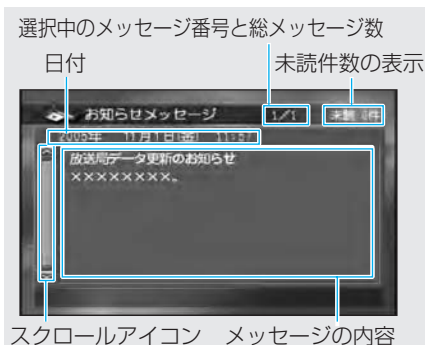 選択中のメッセージ番号と総メッセージ数
日付
未読件数の表示
お知らせメッセージ
1/1
未読 0件
2005年 11月1日(金) 11:57
放送局データ更新のお知らせ
××××××××。
スクロールアイコン
メッセージの内容